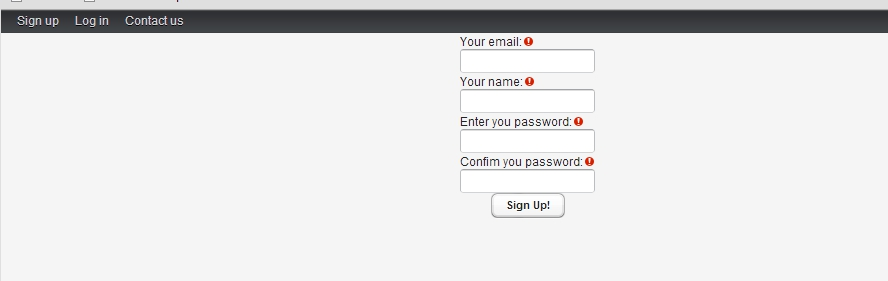 Sign up Log in Contact us
Your email:
Your name:
Enter you password:
Confim you password:
Sign Up!